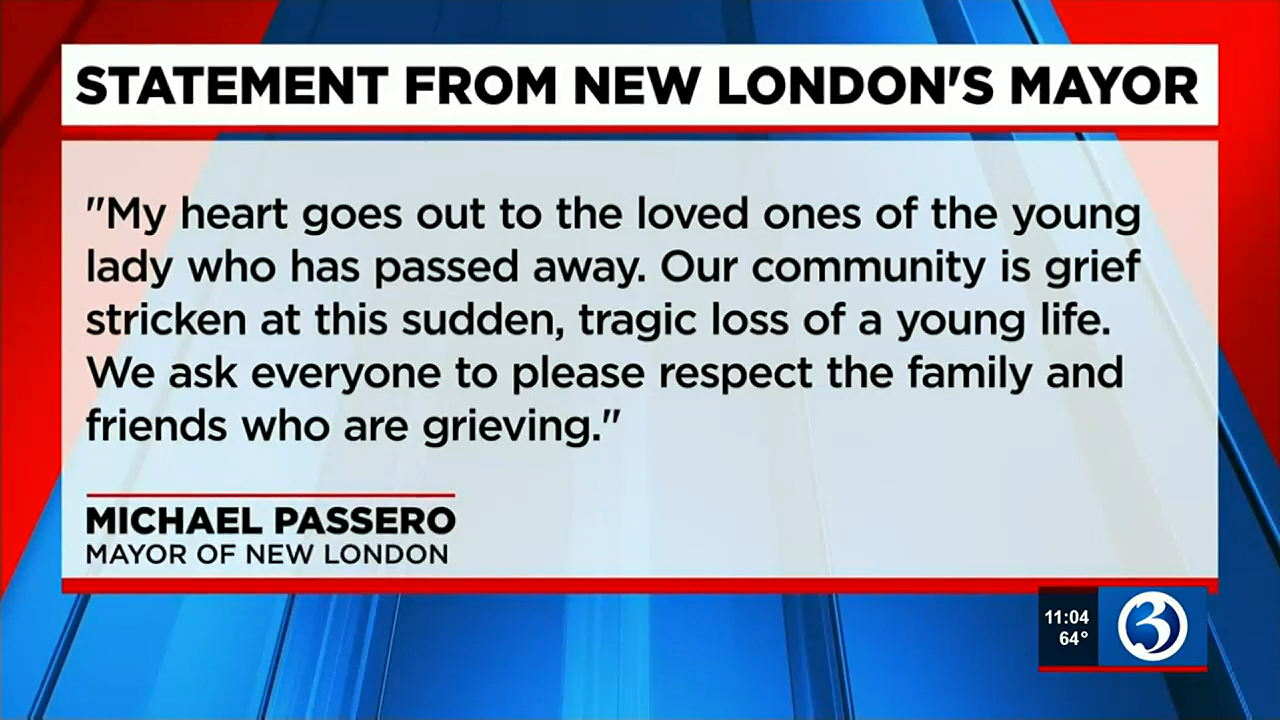 STATEMENT FROM NEW LONDON'S MAYOR
"My heart goes out to the loved ones of the young
lady who has passed away. Our community is grief
stricken at this sudden, tragic loss of a young life.
We ask everyone to please respect the family and
friends who are grieving."
MICHAEL PASSERO
MAYOR OF NEW LONDON
11:04
64°
3